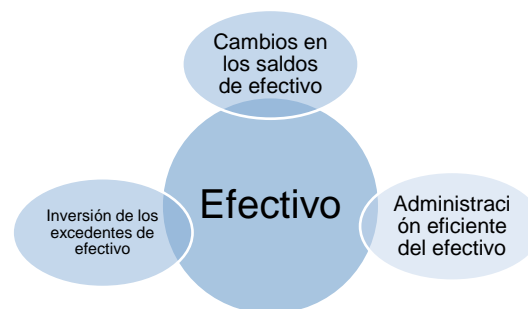 Cambios en
los saldos
de efectivo
Efectivo
Administraci
ón eficiente
del efectivo
Inversión de los
excedentes de
efectivo